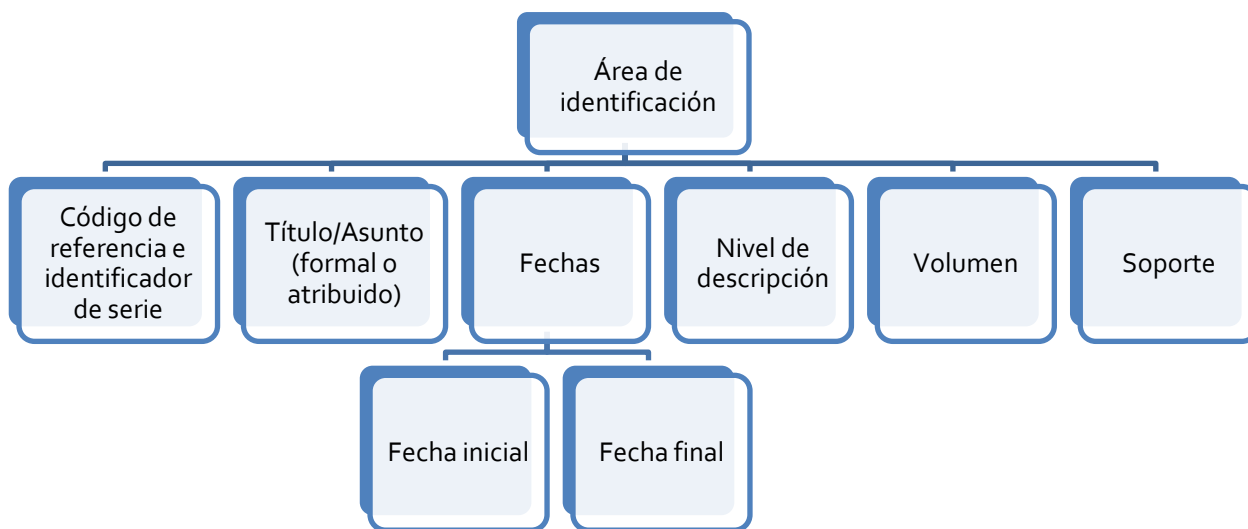 Área de
identificación
Código de
referencia e
identificador
de serie
Título/Asunto
(formal o
atribuido)
Fechas
Nivel de
descripción
Volumen
Soporte
Fecha inicial
Fecha final